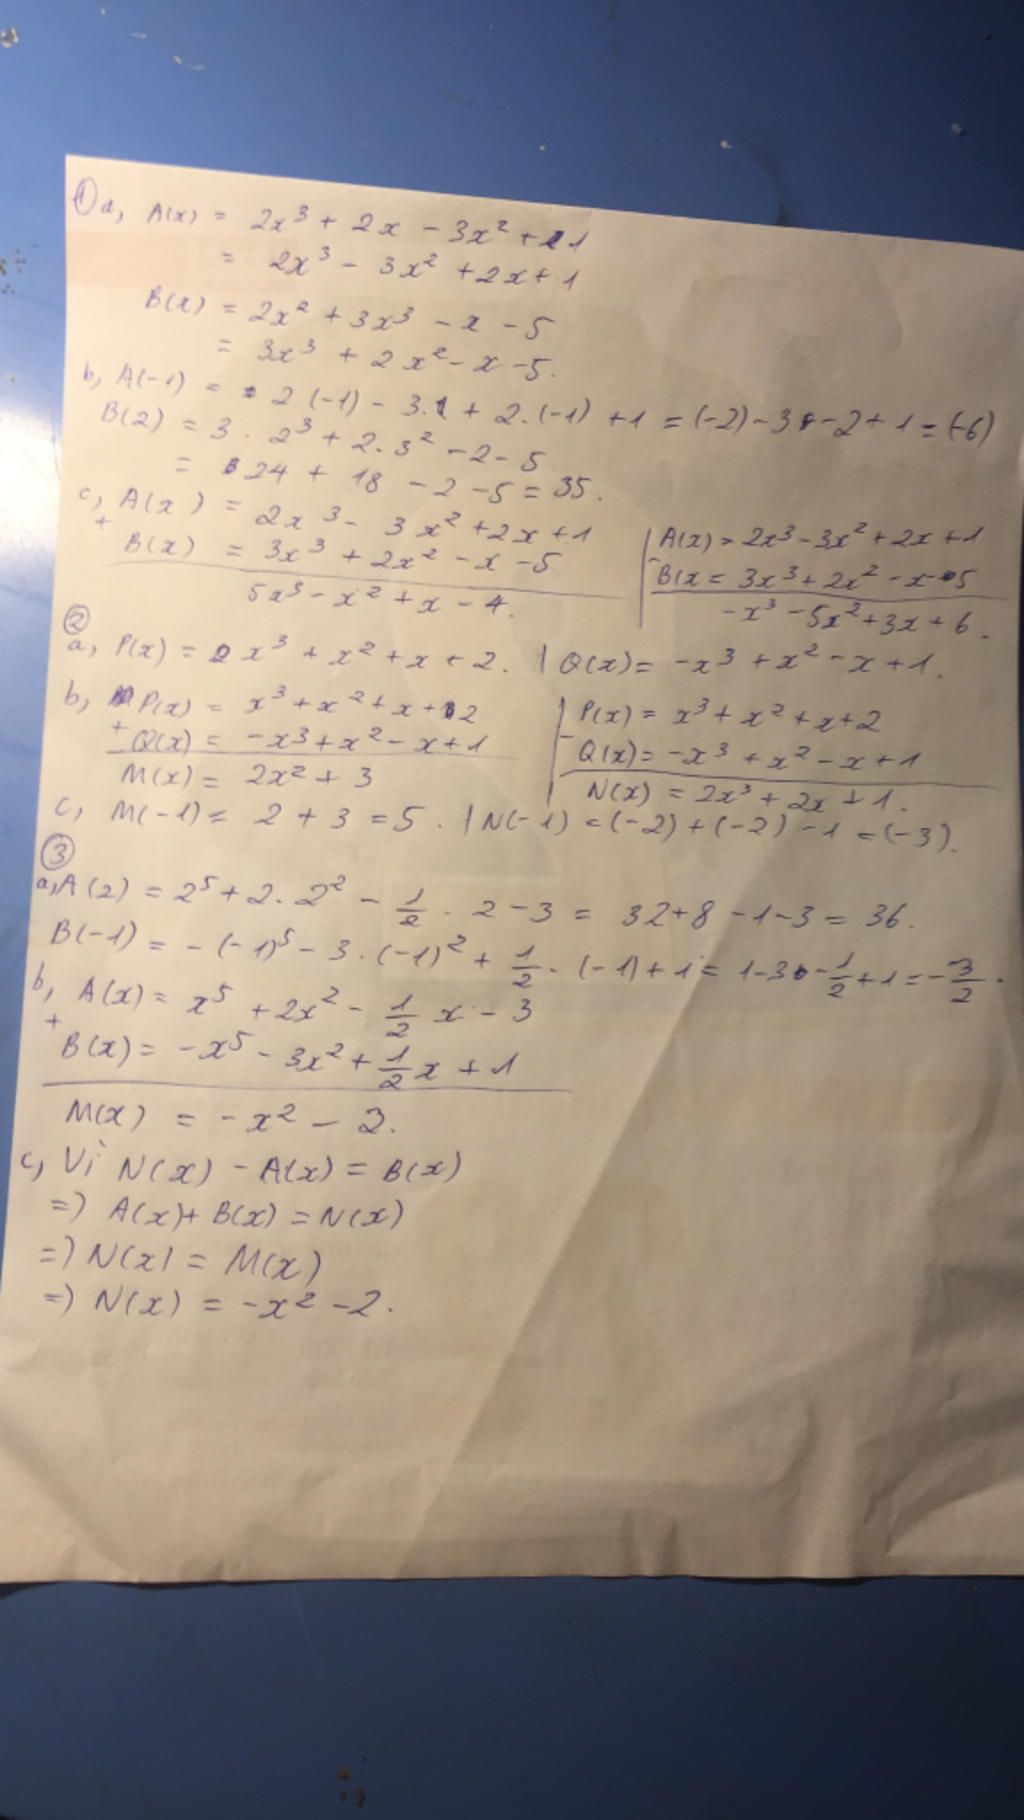 ① a, A(x) = 2x³ + 2x - 3x² + 1
= 2x³ - 3x² + 2x + 1
B(x) = 2x² + 3x³ - x - 5
= 3x³ + 2x² - x - 5.
b, A(-1) = 2.(-1) - 3.1 + 2.(-1) + 1 = (-2) - 3 - 2 + 1 = (-6)
B(2) = 3.2³ + 2.3² - 2 - 5
= 24 + 18 - 2 - 5 = 35.
c, A(x) = 2x³ - 3x² + 2x + 1
+ B(x) = 3x³ + 2x² - x - 5
5x³ - x² + x - 4.
| A(x) = 2x³ - 3x² + 2x + 1
- B(x = 3x³ + 2x² - x - 5
-x³ - 5x² + 3x + 6.
②
a, P(x) = x³ + x² + x + 2. | Q(x) = -x³ + x² - x + 1.
b, P(x) = x³ + x² + x + 2
+ Q(x) = -x³ + x² - x + 1
M(x) = 2x² + 3
| P(x) = x³ + x² + x + 2
- Q(x) = -x³ + x² - x + 1
N(x) = 2x³ + 2x + 1.
c, M(-1) = 2 + 3 = 5. | N(-1) = (-2) + (-2) - 1 = (-3).
③
a, A(2) = 2⁵ + 2.2² - 1/2 . 2 - 3 = 32 + 8 - 1 - 3 = 36.
B(-1) = -(-1)⁵ - 3.(-1)² + 1/2 . (-1) + 1 = 1 - 3 - 1/2 + 1 = -3/2.
b, A(x) = x⁵ + 2x² - 1/2 x - 3
+ B(x) = -x⁵ - 3x² + 1/2 x + 1
M(x) = -x² - 2.
c, Vì N(x) - A(x) = B(x)
=) A(x) + B(x) = N(x)
=) N(x) = M(x)
=) N(x) = -x² - 2.